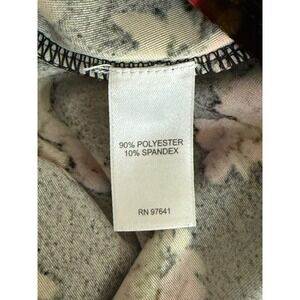 90% POLYESTER
10% SPANDEX
RN 97641